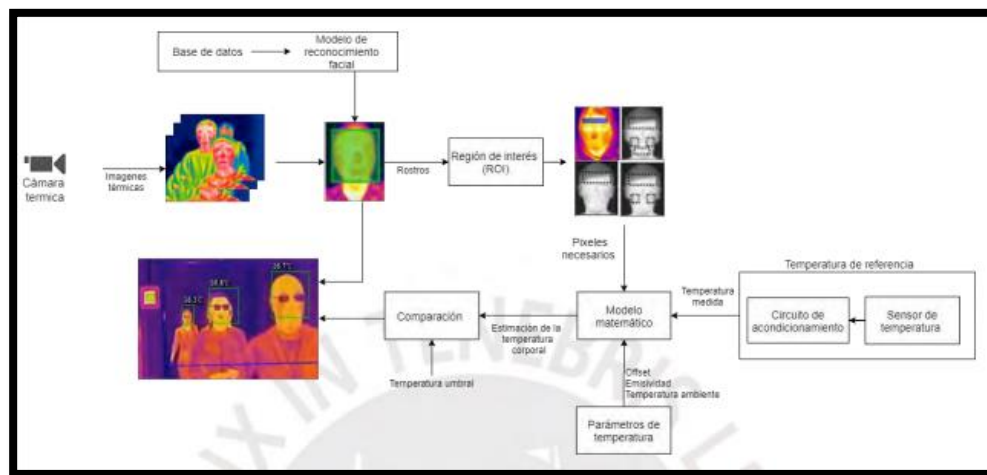 Base de datos
Modelo de
reconocimiento
facial
Cámara
termica
Imagenes
térmicas
Rostros
Región de interés
(ROI)
Pixeles
necesarios
Temperatura de referencia
Temperatura
medida
Circuito de
acondicionamiento
Sensor de
temperatura
Modelo
matemático
Estimación de la
temperatura
corporal
Comparación
Temperatura umbral
Offset
Emisividad
Temperatura ambiente
Parámetros de
temperatura
X IN TENEBRIS L